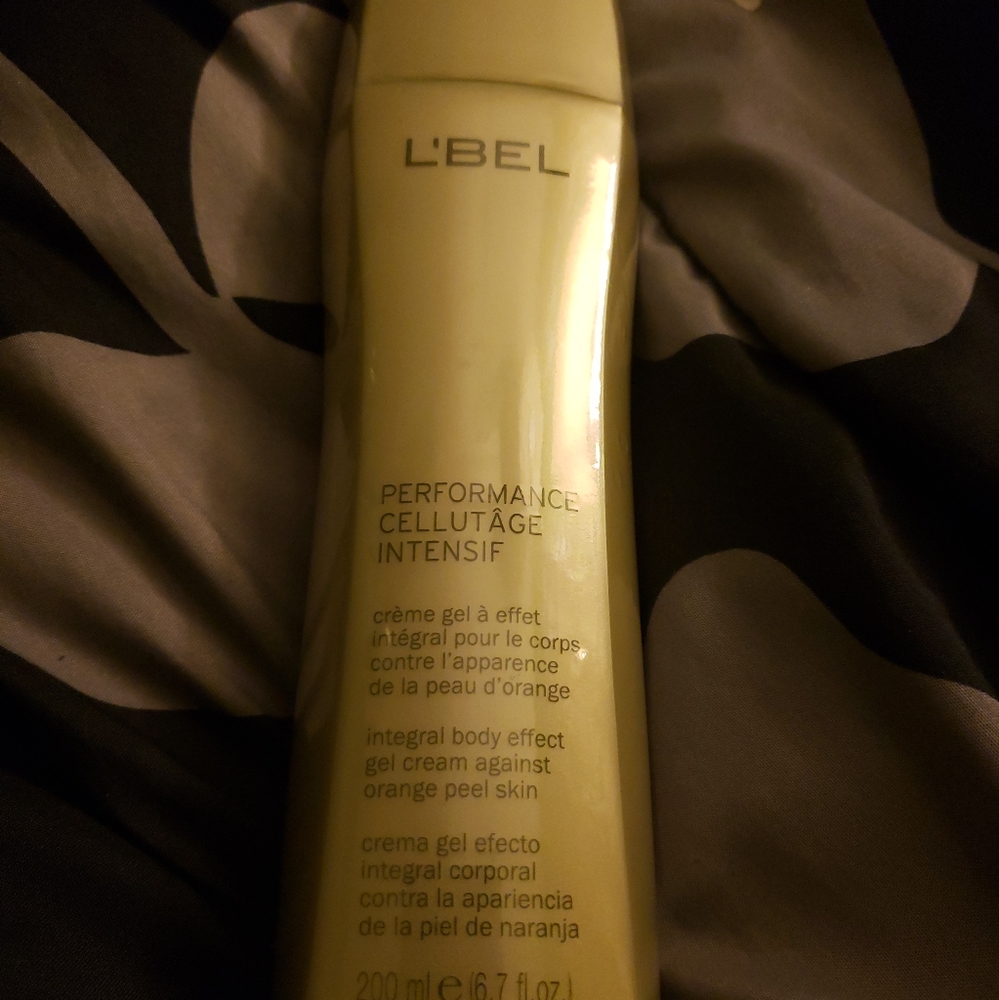 L'BEL
PERFORMANCE
CELLUTÂGE
INTENSIF
crème gel à effet
intégral pour le corps
contre l'apparence
de la peau d'orange
integral body effect
gel cream against
orange peel skin
crema gel efecto
integral corporal
contra la apariencia
de la piel de naranja
200 ml e (6.7 fl.oz.)